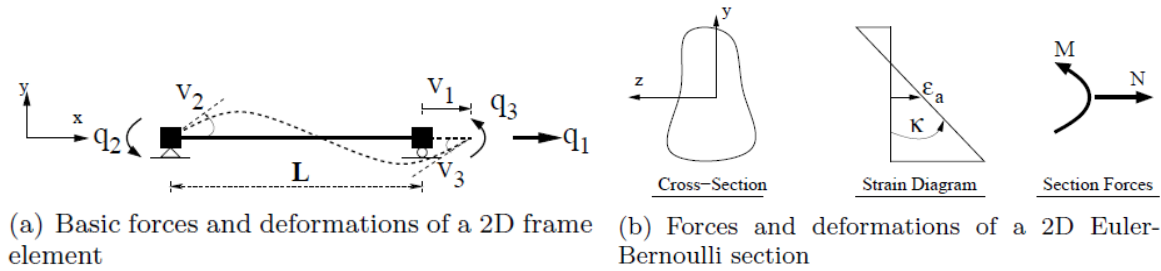 y
x
q2
V2
V1
q3
q1
V3
L
(a) Basic forces and deformations of a 2D frame
element
y
z
Cross−Section
εa
κ
Strain Diagram
M
N
Section Forces
(b) Forces and deformations of a 2D Euler-
Bernoulli section